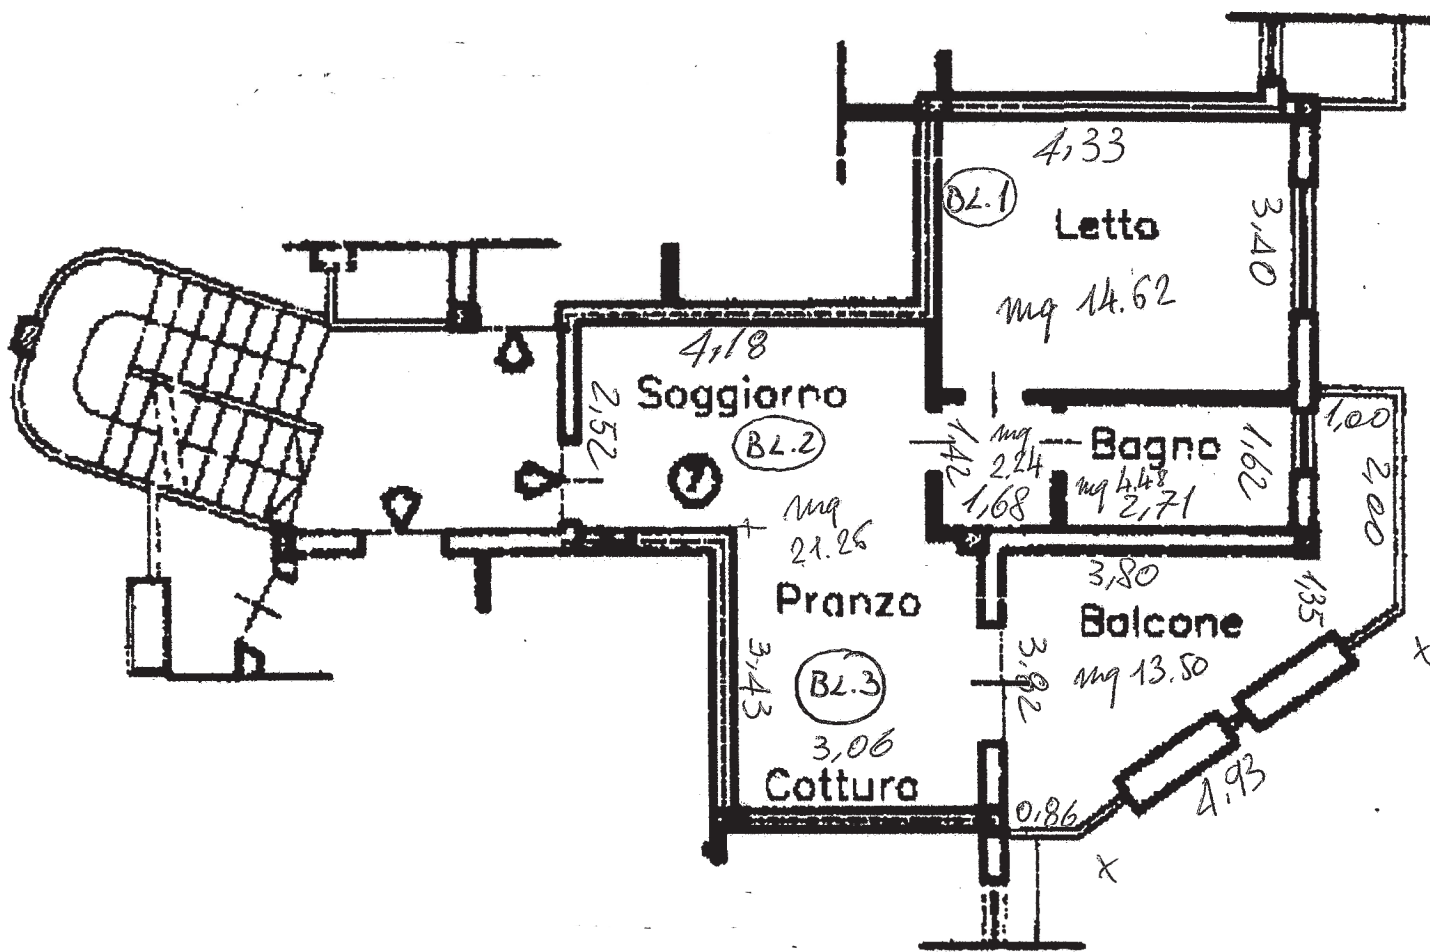 4,33
BL.1
Letto
3,40
mq 14.62
4,18
Soggiorno
2,52
BL.2
7
1,42
mq
2.24
1,68
Bagno
mq 4.48
2,71
1,62
1,00
2,00
mq
21.26
3,80
1,35
Pranzo
Balcone
3,43
BL.3
mq 13.50
3,06
Cottura
0,86
4,93